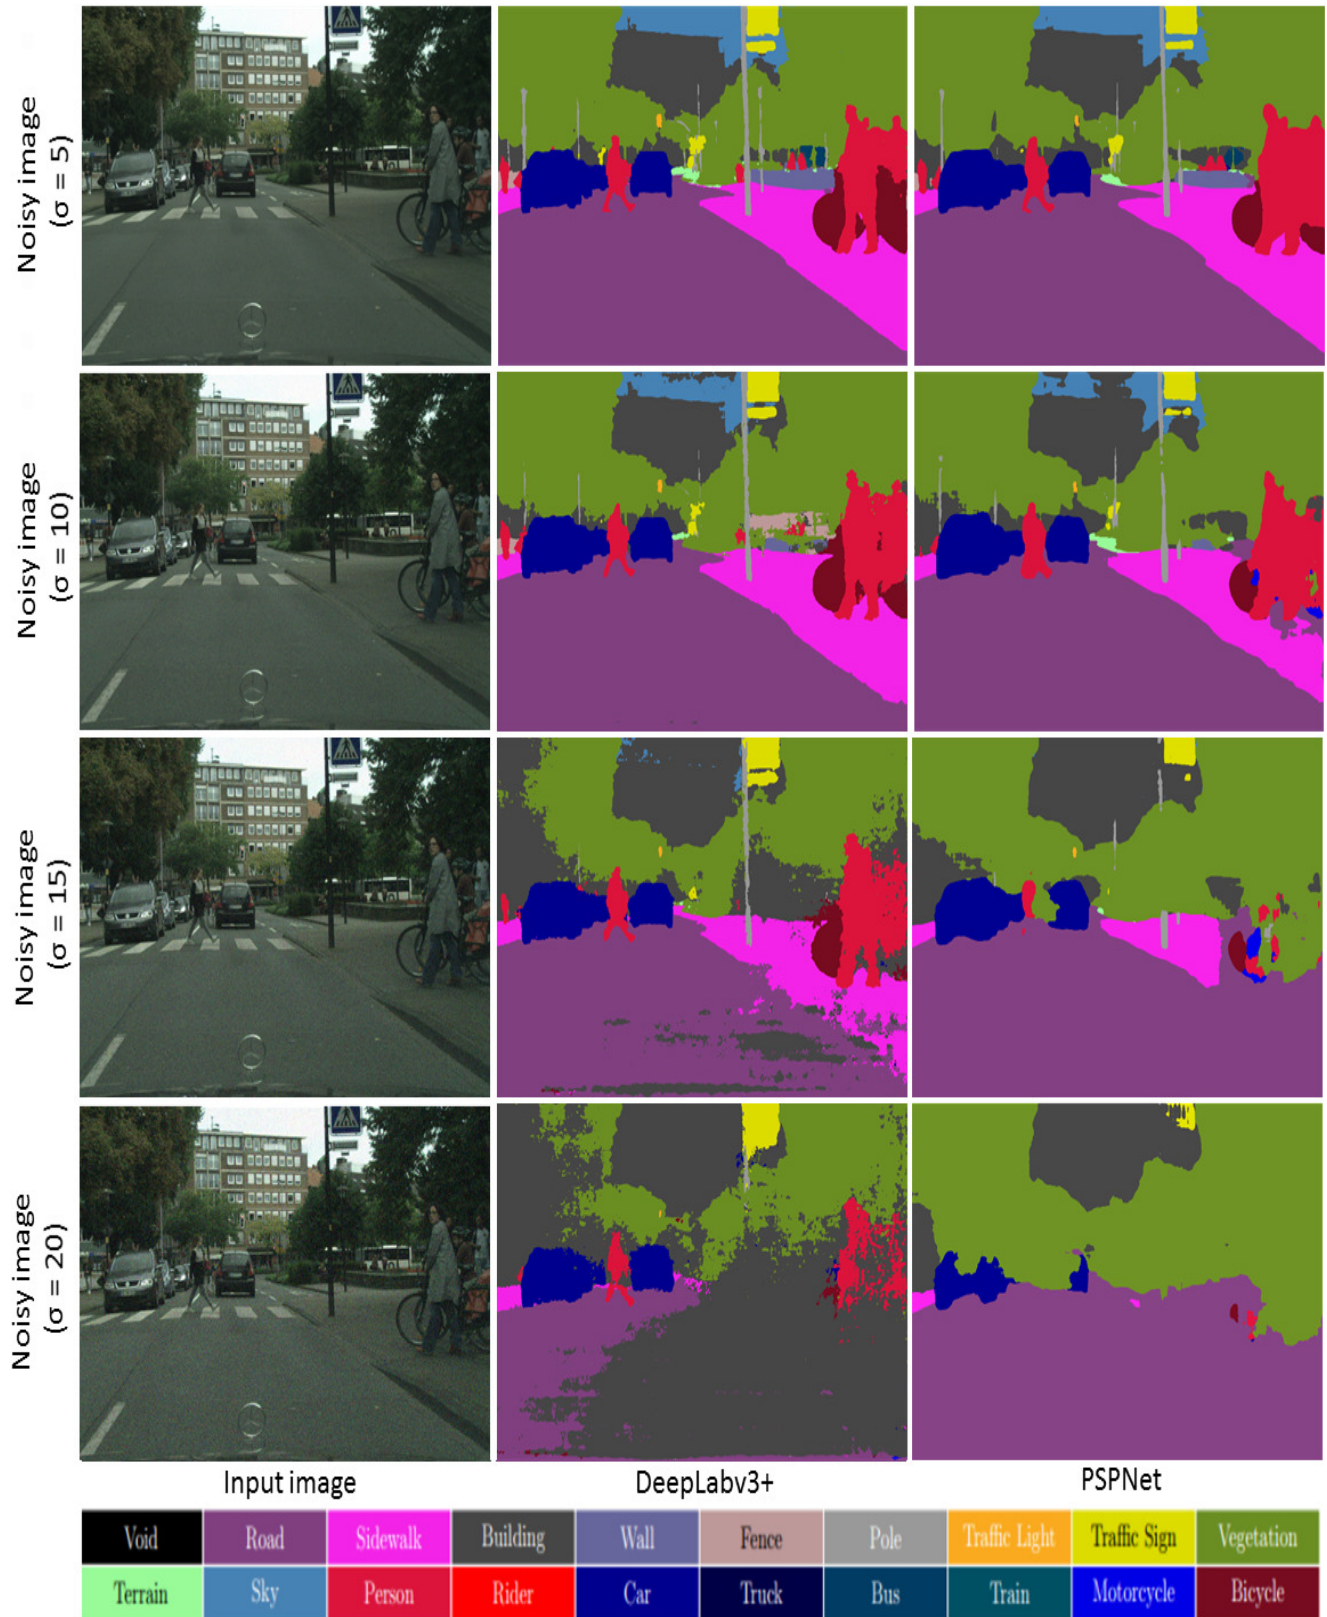 Noisy image
(σ = 5)
Noisy image
(σ = 10)
Noisy image
(σ = 15)
Noisy image
(σ = 20)
Input image DeepLabv3+ PSPNet
Void Road Sidewalk Building Wall Fence Pole Traffic Light Traffic Sign Vegetation
Terrain Sky Person Rider Car Truck Bus Train Motorcycle Bicycle